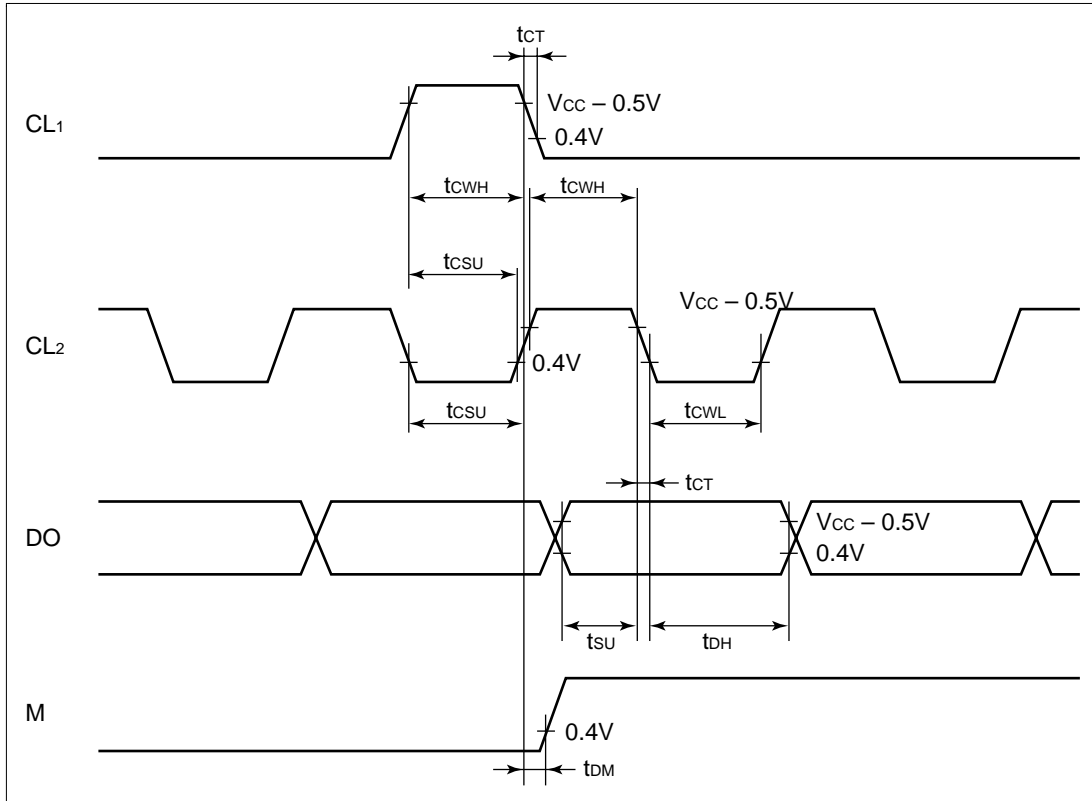 tCT
CL1
VCC – 0.5V
0.4V
tCWH
tCWH
tCSU
VCC – 0.5V
CL2
0.4V
tCSU
tCWL
tCT
DO
VCC – 0.5V
0.4V
tSU
tDH
M
0.4V
tDM